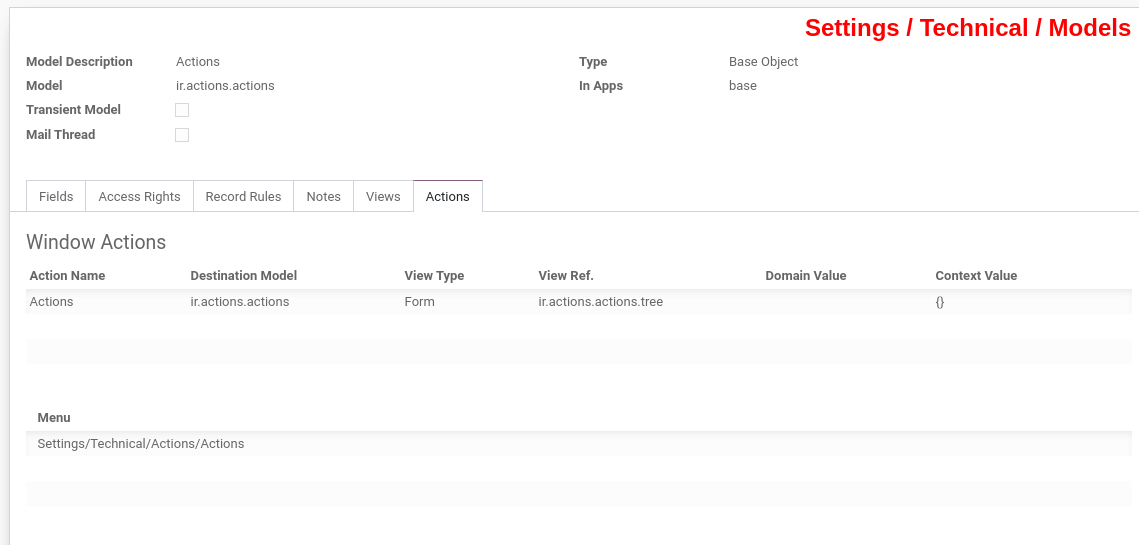 Settings / Technical / Models
Model Description Actions Type Base Object
Model ir.actions.actions In Apps base
Transient Model
Mail Thread
Fields Access Rights Record Rules Notes Views Actions
Window Actions
Action Name Destination Model View Type View Ref. Domain Value Context Value
Actions ir.actions.actions Form ir.actions.actions.tree {}
Menu
Settings/Technical/Actions/Actions